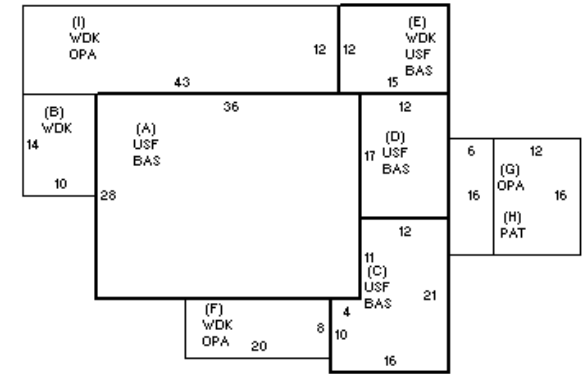 (I)
WDK
OPA
12
43
(E)
12
WDK
USF
BAS
15
(B)
WDK
14
10
36
(A)
USF
BAS
28
12
(D)
17
USF
BAS
6
16
12
(G)
OPA
16
(H)
PAT
12
11
(C)
USF
BAS
21
4
10
16
(F)
WDK
OPA
8
20